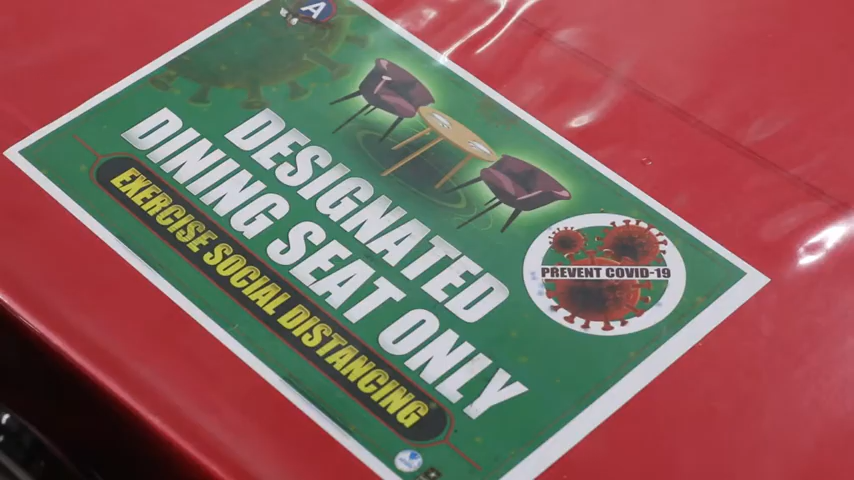 A
DESIGNATED
DINING SEAT ONLY
EXERCISE SOCIAL DISTANCING
PREVENT COVID-19